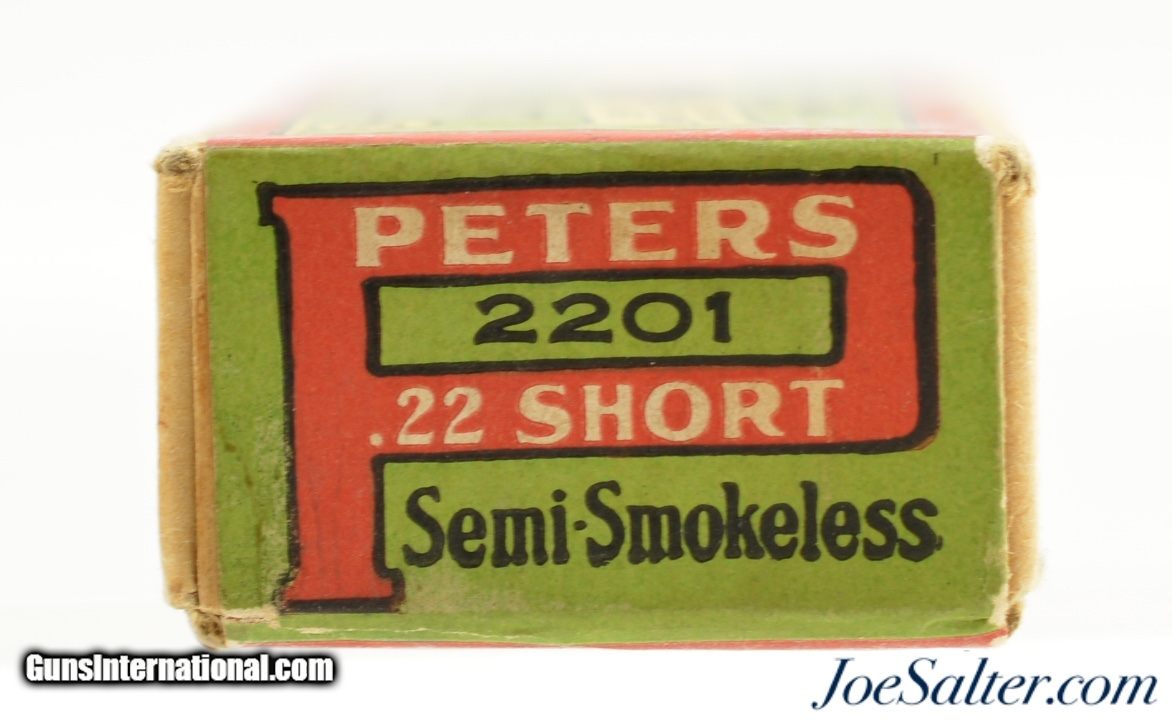 PETERS
2201
.22 SHORT
Semi-Smokeless
GunsInternational.com
JoeSalter.com